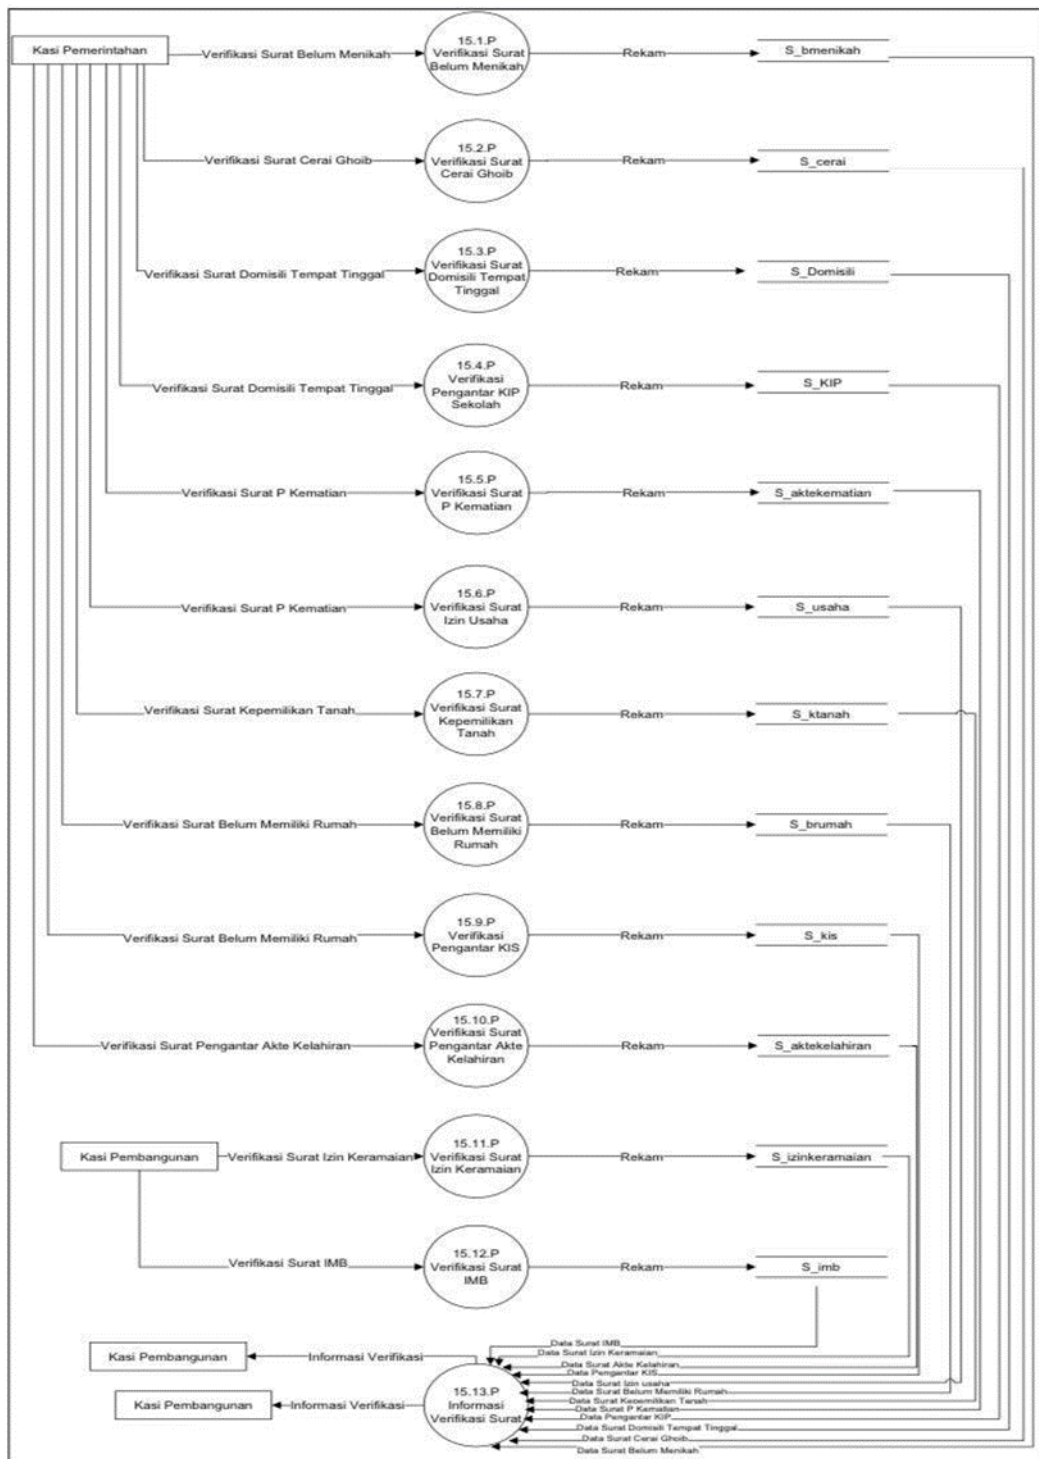 Kasi Pemerintahan
Verifikasi Surat Belum Menikah
15.1.P
Verifikasi Surat
Belum Menikah
Rekam
S_bmenikah
Verifikasi Surat Cerai Ghoib
15.2.P
Verifikasi Surat
Cerai Ghoib
Rekam
S_cerai
Verifikasi Surat Domisili Tempat Tinggal
15.3.P
Verifikasi Surat
Domisili Tempat
Tinggal
Rekam
S_Domisili
Verifikasi Surat Domisili Tempat Tinggal
15.4.P
Verifikasi
Pengantar KIP
Sekolah
Rekam
S_KIP
Verifikasi Surat P Kematian
15.5.P
Verifikasi Surat
P Kematian
Rekam
S_aktekematian
Verifikasi Surat P Kematian
15.6.P
Verifikasi Surat
Izin Usaha
Rekam
S_usaha
Verifikasi Surat Kepemilikan Tanah
15.7.P
Verifikasi Surat
Kepemilikan
Tanah
Rekam
S_ktanah
Verifikasi Surat Belum Memiliki Rumah
15.8.P
Verifikasi Surat
Belum Memiliki
Rumah
Rekam
S_brumah
Verifikasi Surat Belum Memiliki Rumah
15.9.P
Verifikasi
Pengantar KIS
Rekam
S_kis
Verifikasi Surat Pengantar Akte Kelahiran
15.10.P
Verifikasi Surat
Pengantar Akte
Kelahiran
Rekam
S_aktekelahiran
Kasi Pembangunan
Verifikasi Surat Izin Keramaian
15.11.P
Verifikasi Surat
Izin Keramaian
Rekam
S_izinkeramaian
Verifikasi Surat IMB
15.12.P
Verifikasi Surat
IMB
Rekam
S_imb
Kasi Pembangunan
Informasi Verifikasi
Kasi Pembangunan
Informasi Verifikasi
15.13.P
Informasi
Verifikasi Surat
Data Surat IMB
Data Surat Izin Keramaian
Data Surat Akte Kelahiran
Data Pengantar KIS
Data Surat Izin usaha
Data Surat Belum Memiliki Rumah
Data Surat Kepemilikan Tanah
Data Surat P Kematian
Data Pengantar KIP
Data Surat Domisili Tempat Tinggal
Data Surat Cerai Ghoib
Data Surat Belum Menikah